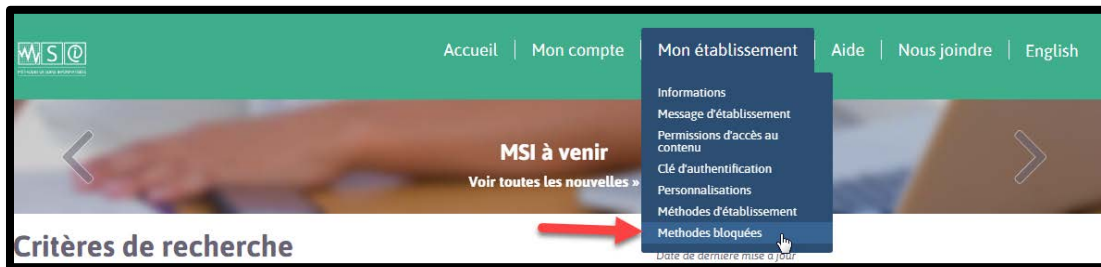 MSI
Accueil | Mon compte | Mon établissement | Aide | Nous joindre | English
Informations
Message d'établissement
Permissions d'accès au
contenu
Clé d'authentification
Personnalisations
Méthodes d'établissement
Methodes bloquées
MSI à venir
Voir toutes les nouvelles »
Critères de recherche
Date de dernière mise à jour